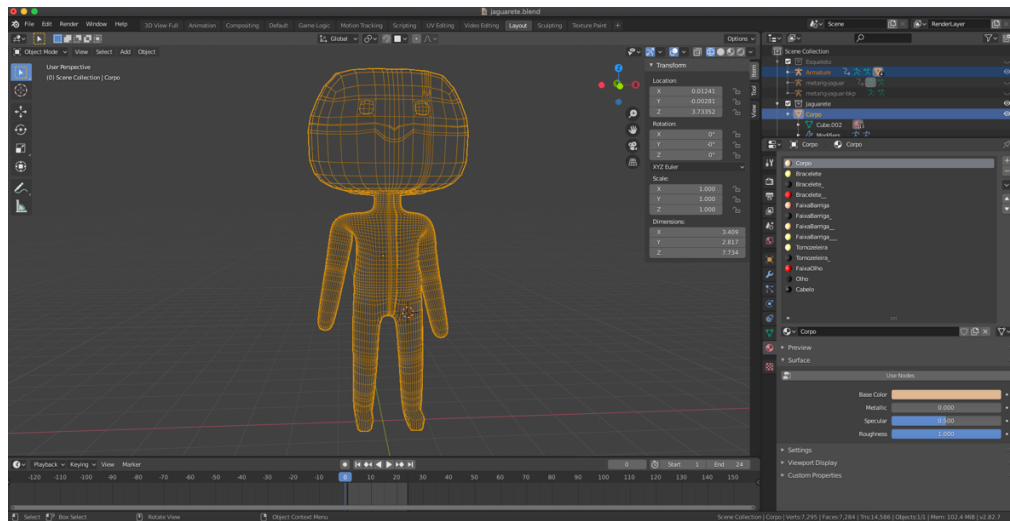 jaguarete.blend
File Edit Render Window Help
3D View Full Animation Compositing Default Game Logic Motion Tracking Scripting UV Editing Video Editing Layout Sculpting Texture Paint +
Scene
RenderLayer
Global
Options
Object Mode View Select Add Object
User Perspective
(0) Scene Collection | Corpo
Z
Transform
Location:
X 0.01241
Y -0.00281
Z 3.73352
Rotation:
X 0°
Y -0°
Z 0°
XYZ Euler
Scale:
X 1.000
Y 1.000
Z 1.000
Dimensions:
X 3.409
Y 2.817
Z 7.734
Item
Tool
View
Scene Collection
Esqueleto
Armature
metarig-jaguar
metarig-jaguar-bkp
jaguarete
Corpo
Cube.002
Modifiers
Corpo Corpo
Corpo
Bracelete
Bracelete_
Bracelete__
FaixaBarriga
FaixaBarriga_
FaixaBarriga__
FaixaBarriga___
Tornozeleira
Tornozeleira_
FaixaOlho
Olho
Cabelo
Corpo
Preview
Surface
Use Nodes
Base Color
Metallic 0.000
Specular 0.500
Roughness 1.000
Settings
Viewport Display
Custom Properties
Playback Keying View Marker
0 Start 1 End 24
-120 -110 -100 -90 -80 -70 -60 -50 -40 -30 -20 -10 0 10 20 30 40 50 60 70 80 90 100 110 120 130 140 150
Select Box Select Rotate View Object Context Menu
Scene Collection | Corpo | Verts:7,295 | Faces:7,284 | Tris:14,586 | Objects:1/1 | Mem: 102.4 MiB | v2.82.7